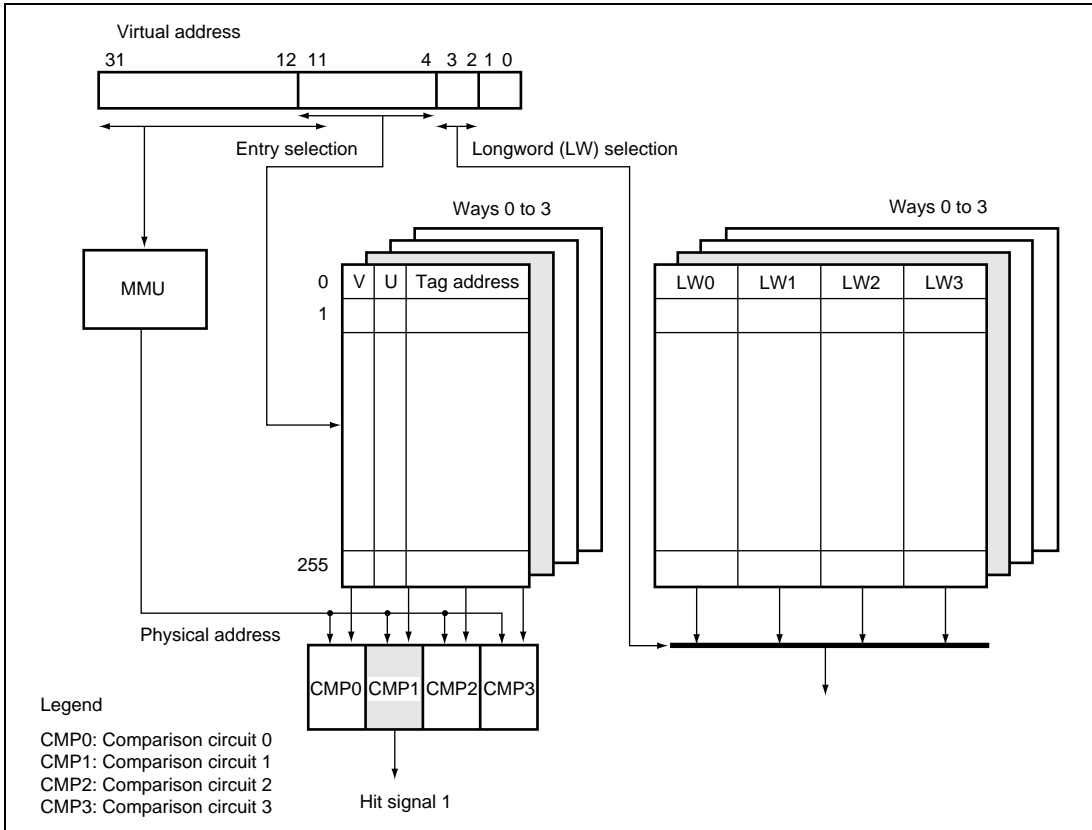 Virtual address
31 12 11 4 3 2 1 0
Entry selection
Longword (LW) selection
Ways 0 to 3
Ways 0 to 3
MMU
0 V U Tag address
LW0 LW1 LW2 LW3
1
255
Physical address
CMP0 CMP1 CMP2 CMP3
Hit signal 1
Legend
CMP0: Comparison circuit 0
CMP1: Comparison circuit 1
CMP2: Comparison circuit 2
CMP3: Comparison circuit 3